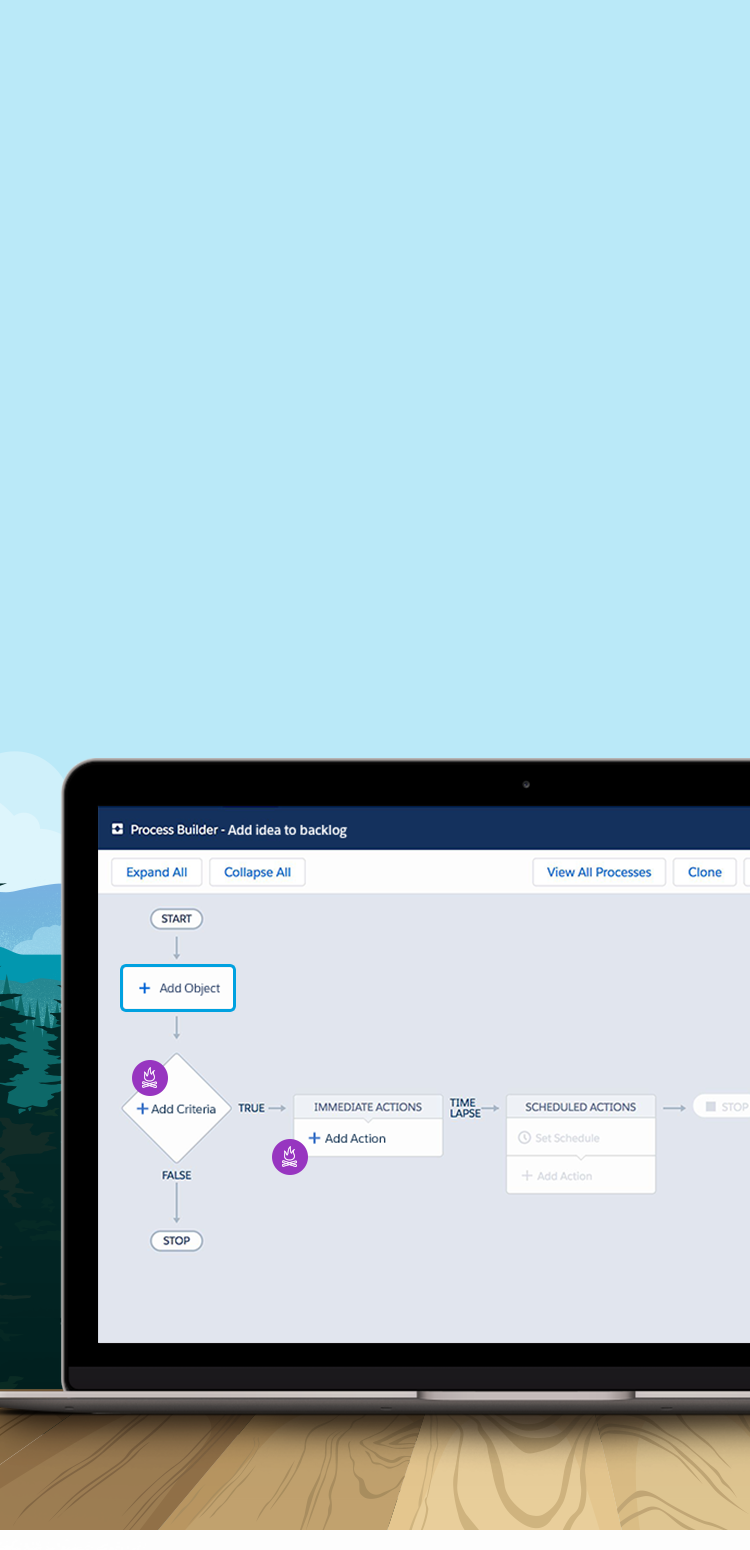 Process Builder - Add idea to backlog
Expand All
Collapse All
View All Processes
Clone
START
+ Add Object
+ Add Criteria
TRUE
IMMEDIATE ACTIONS
+ Add Action
TIME
LAPSE
SCHEDULED ACTIONS
Set Schedule
+ Add Action
STOP
FALSE
STOP